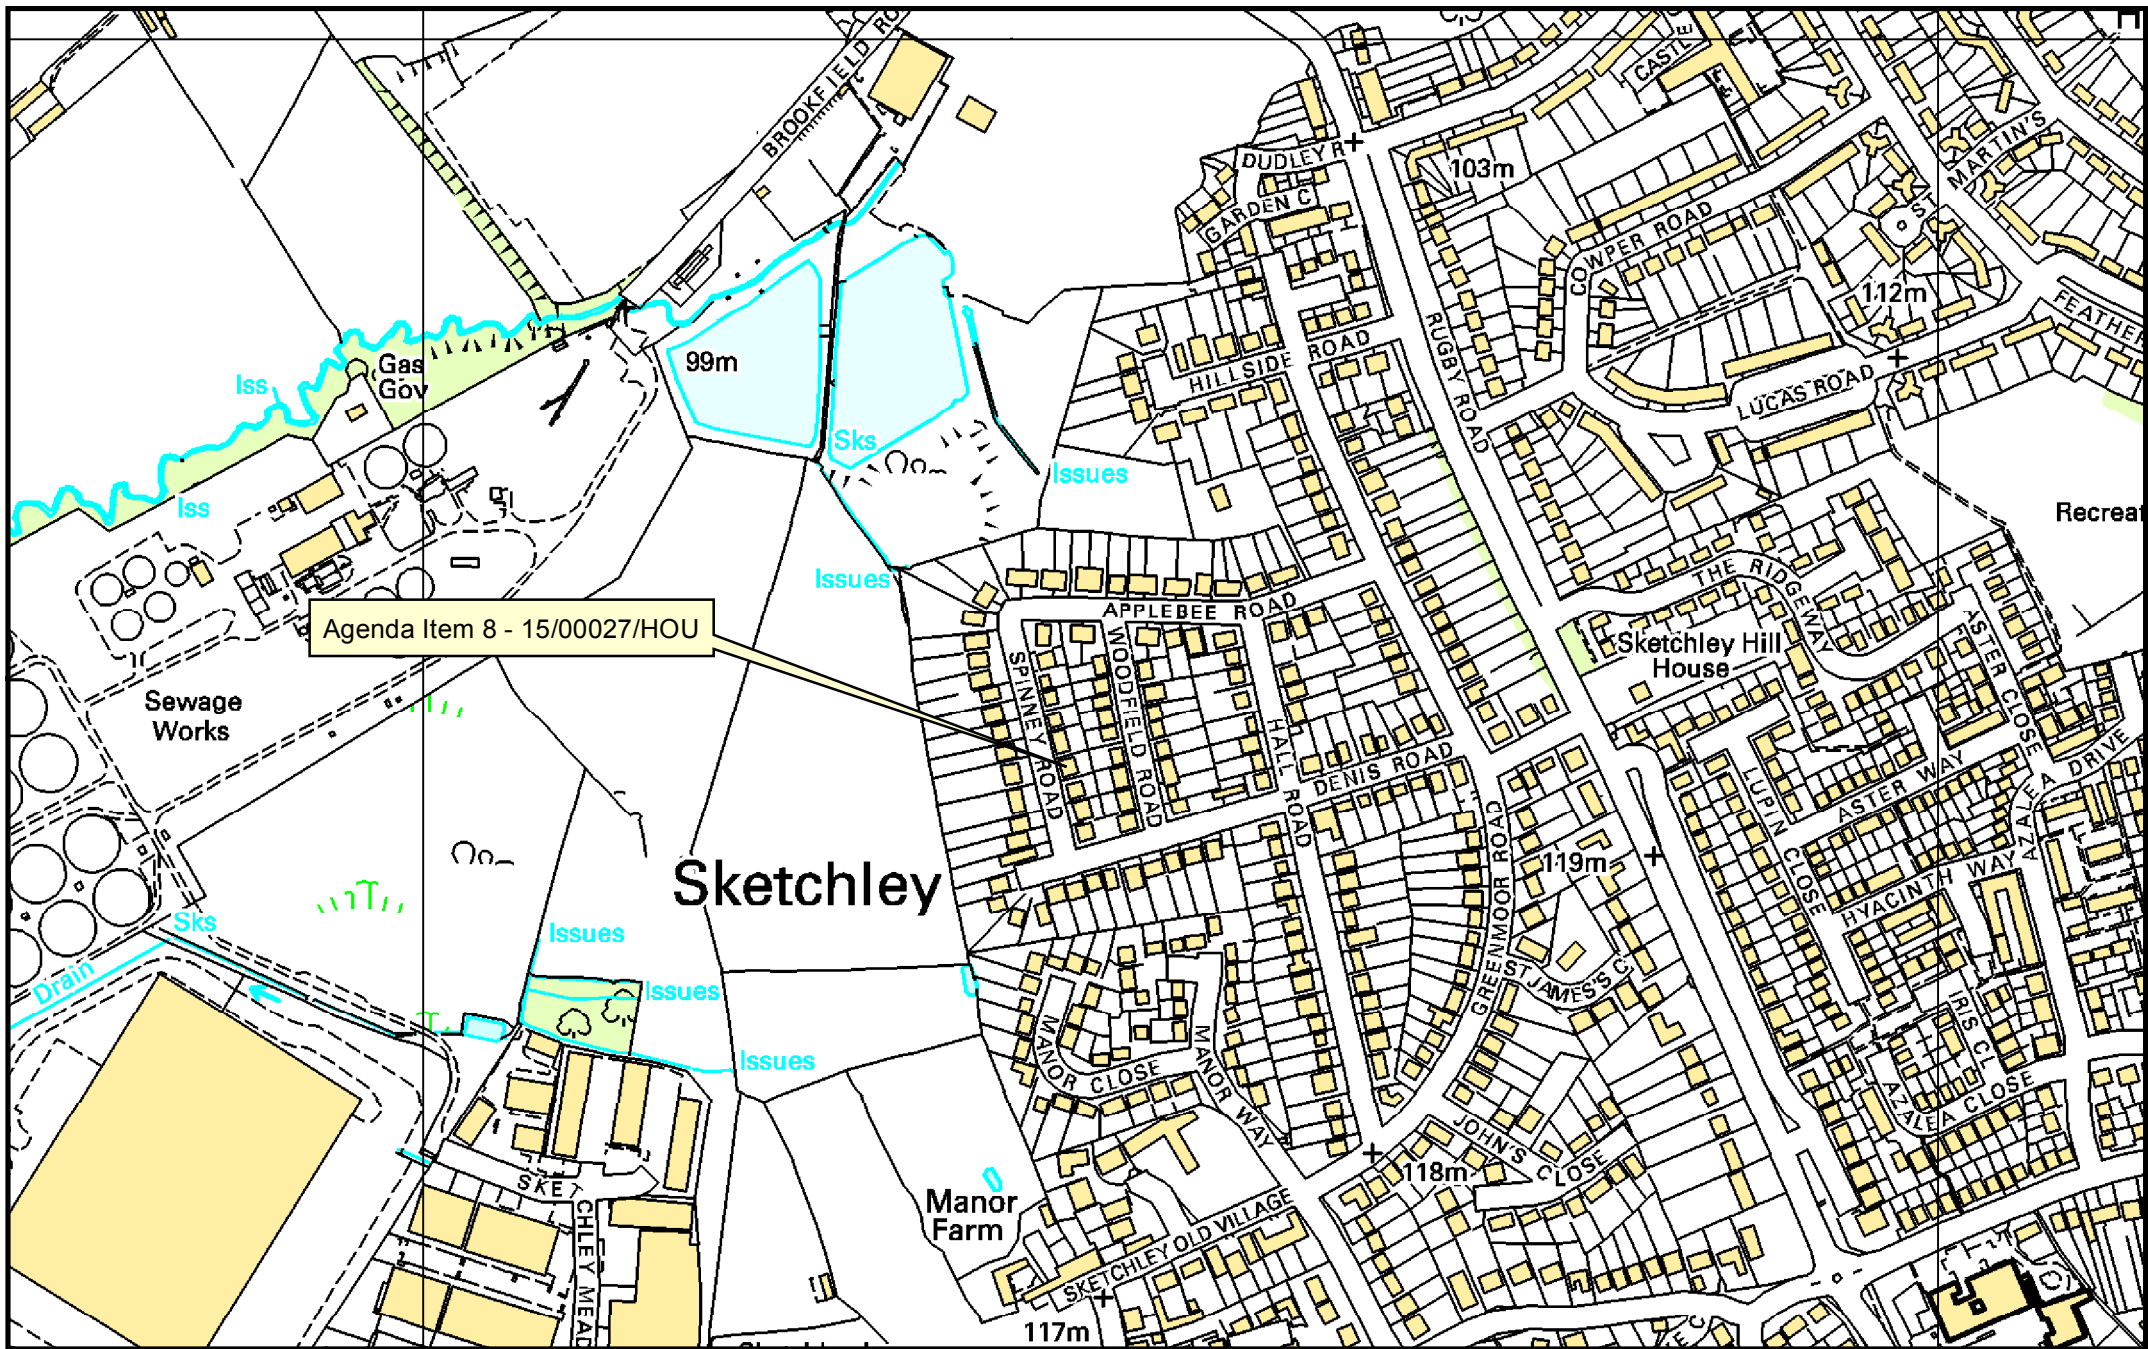 BROOKFIELD RO
CASTLE
H
DUDLEY R
103m
MARTIN'S
ST
GARDEN C
COWPER ROAD
112m
FEATHER
99m
Gas
Gov
Iss
HILLSIDE ROAD
RUGBY ROAD
LUCAS ROAD
Sks
Issues
Iss
Recreat
Issues
THE RIDGEWAY
APPLEBEE ROAD
Agenda Item 8 - 15/00027/HOU
Sketchley Hill
House
ASTER CLOSE
SPINNEY ROAD
WOODFIELD ROAD
HALL ROAD
DENIS ROAD
Sewage
Works
LUPIN CLOSE
ASTER WAY
AZALEA DRIVE
GREENMOOR ROAD
119m
Sketchley
HYACINTH WAY
Sks
Issues
Drain
Issues
ST JAMES'S C
IRIS CL
MANOR CLOSE
MANOR WAY
Issues
AZALEA CLOSE
JOHN'S CLOSE
118m
SKETCHLEY MEAD
Manor
Farm
SKETCHLEY OLD VILLAGE
117m